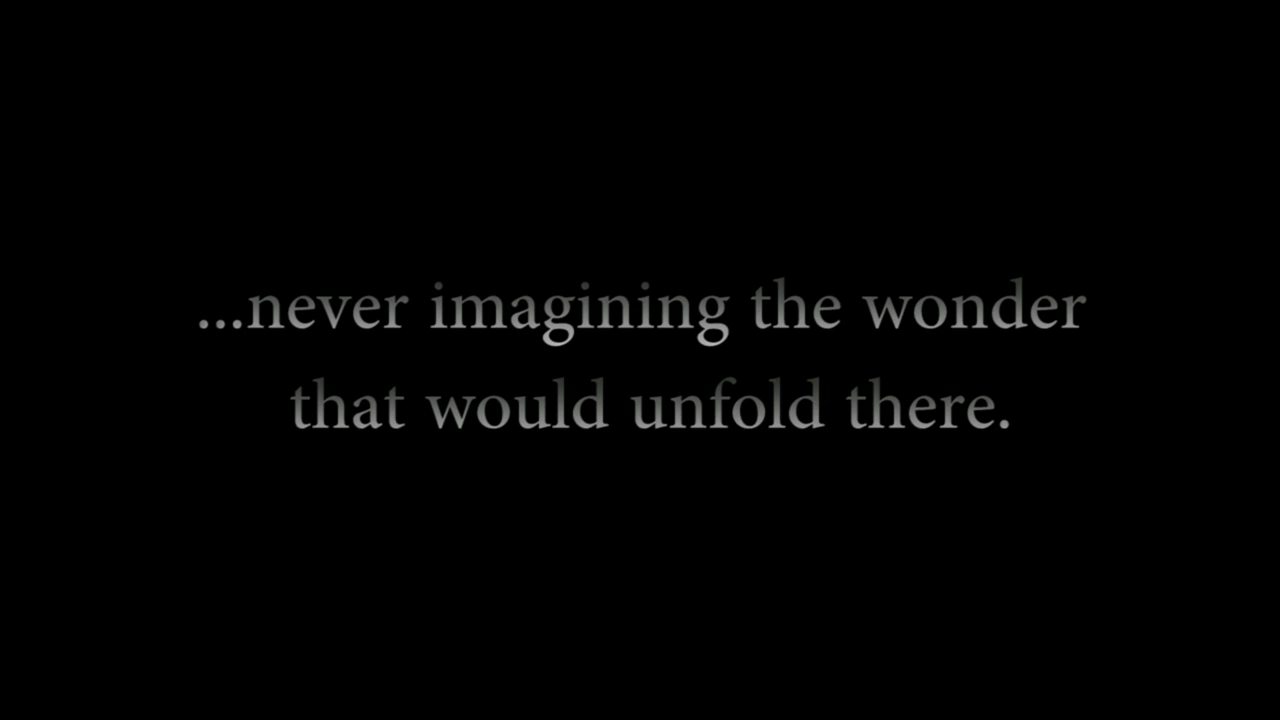 ...never imagining the wonder
that would unfold there.